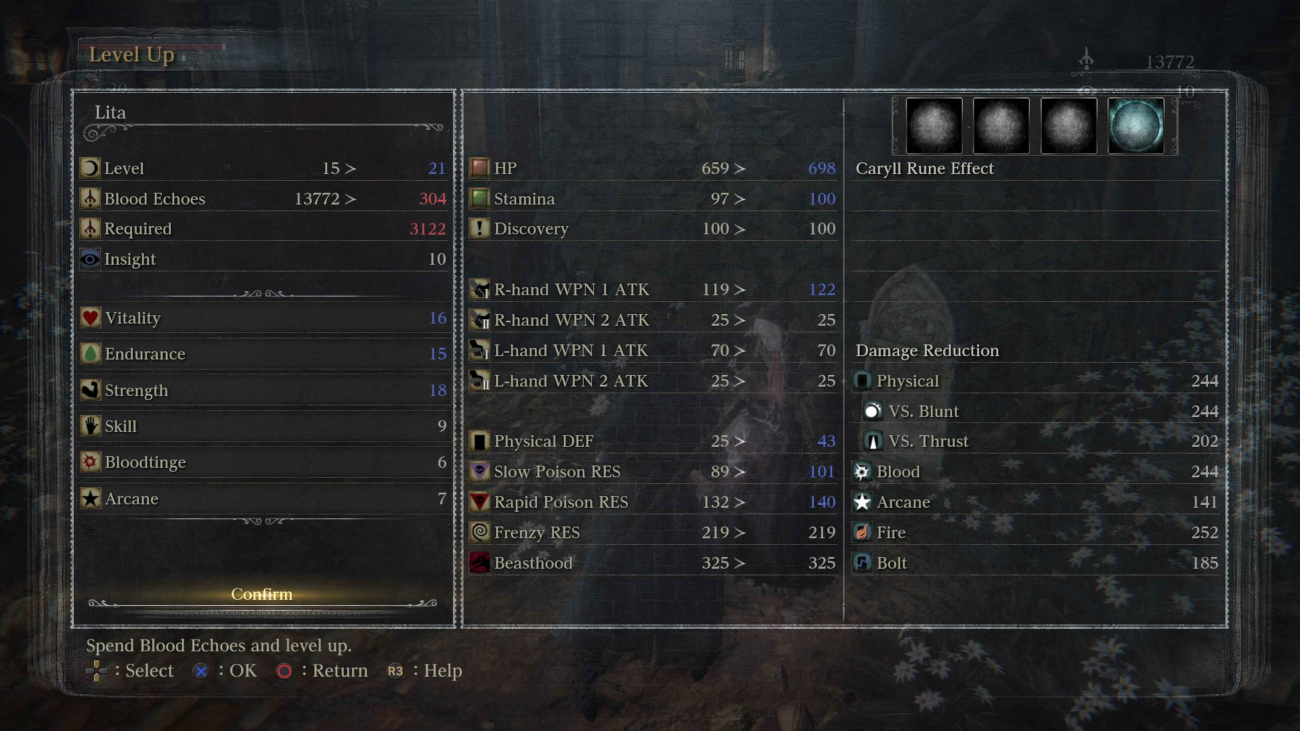 Level Up
13772
10
Lita
Level 15 > 21
Blood Echoes 13772 > 304
Required 3122
Insight 10
Vitality 16
Endurance 15
Strength 18
Skill 9
Bloodtinge 6
Arcane 7
Confirm
HP 659 > 698
Stamina 97 > 100
Discovery 100 > 100
R-hand WPN 1 ATK 119 > 122
R-hand WPN 2 ATK 25 > 25
L-hand WPN 1 ATK 70 > 70
L-hand WPN 2 ATK 25 > 25
Physical DEF 25 > 43
Slow Poison RES 89 > 101
Rapid Poison RES 132 > 140
Frenzy RES 219 > 219
Beasthood 325 > 325
Caryll Rune Effect
Damage Reduction
Physical 244
VS. Blunt 244
VS. Thrust 202
Blood 244
Arcane 141
Fire 252
Bolt 185
Spend Blood Echoes and level up.
: Select : OK : Return R3 : Help